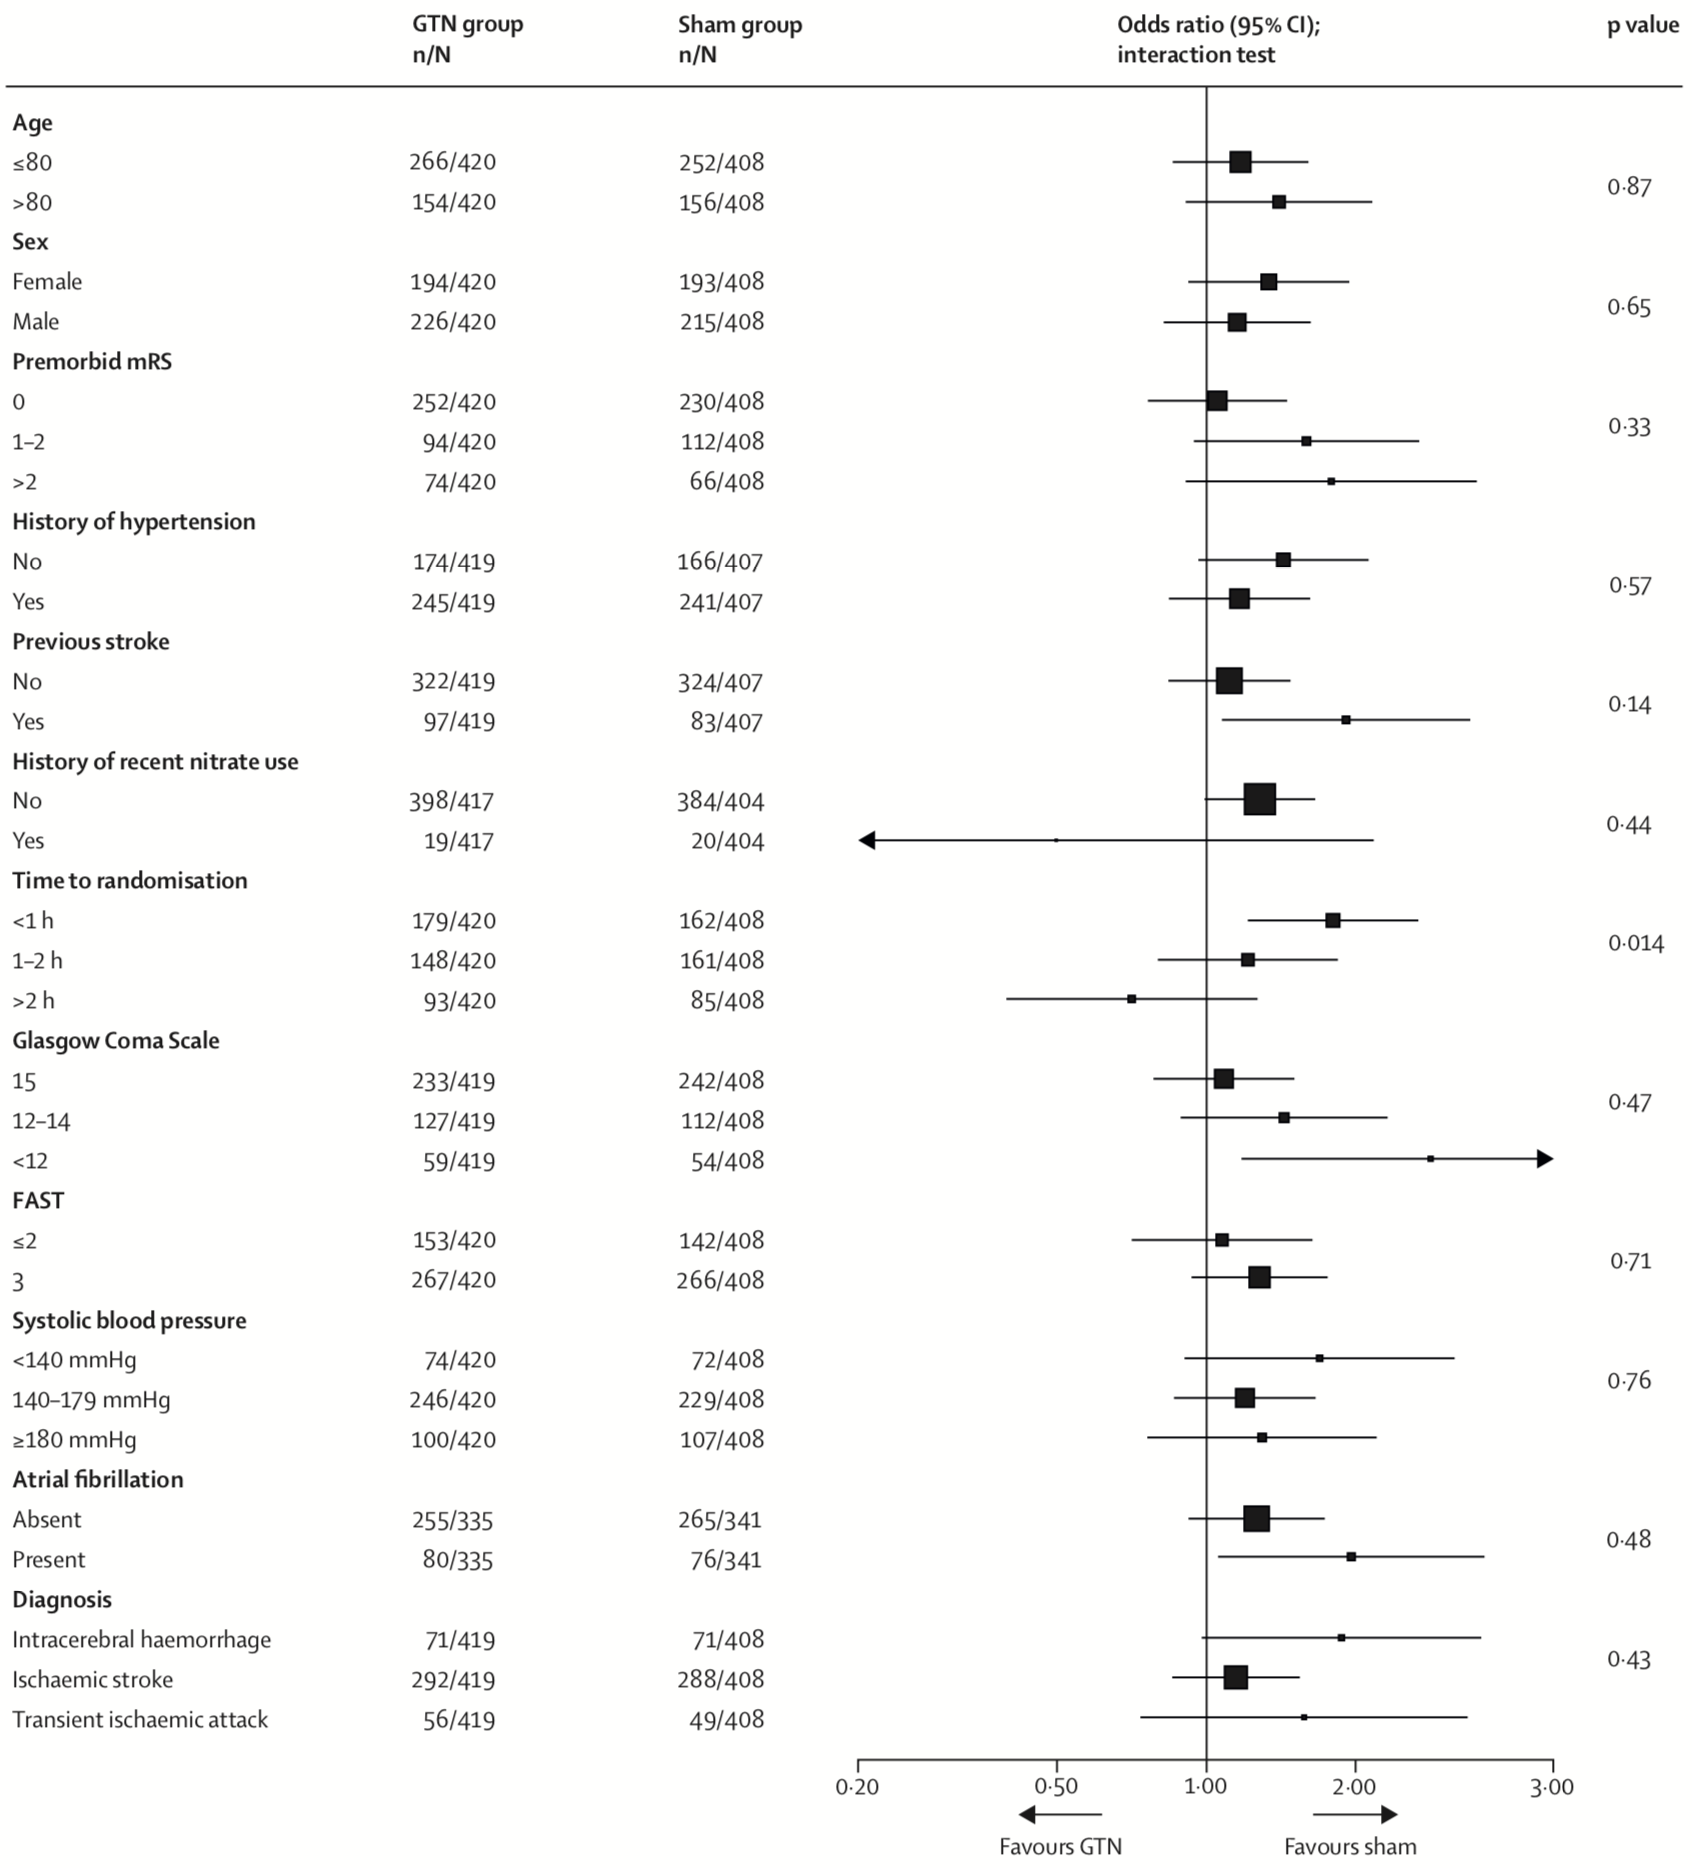 GTN group Sham group Odds ratio (95% CI); p value
n/N n/N interaction test
Age
≤80 266/420 252/408
0·87
>80 154/420 156/408
Sex
Female 194/420 193/408
0·65
Male 226/420 215/408
Premorbid mRS
0 252/420 230/408
0·33
1–2 94/420 112/408
>2 74/420 66/408
History of hypertension
No 174/419 166/407
0·57
Yes 245/419 241/407
Previous stroke
No 322/419 324/407
0·14
Yes 97/419 83/407
History of recent nitrate use
No 398/417 384/404
0·44
Yes 19/417 20/404
Time to randomisation
<1 h 179/420 162/408
0·014
1–2 h 148/420 161/408
>2 h 93/420 85/408
Glasgow Coma Scale
15 233/419 242/408
0·47
12–14 127/419 112/408
<12 59/419 54/408
FAST
≤2 153/420 142/408
0·71
3 267/420 266/408
Systolic blood pressure
<140 mmHg 74/420 72/408
0·76
140–179 mmHg 246/420 229/408
≥180 mmHg 100/420 107/408
Atrial fibrillation
Absent 255/335 265/341
0·48
Present 80/335 76/341
Diagnosis
Intracerebral haemorrhage 71/419 71/408
0·43
Ischaemic stroke 292/419 288/408
Transient ischaemic attack 56/419 49/408
0·20 0·50 1·00 2·00 3·00
Favours GTN Favours sham